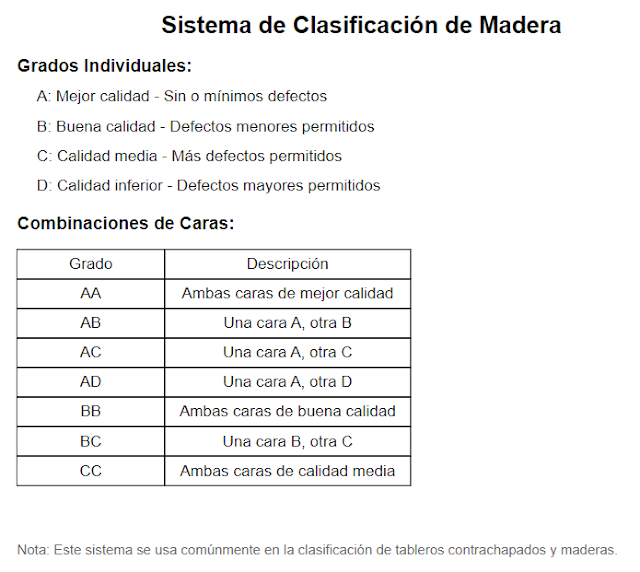 Sistema de Clasificación de Madera
Grados Individuales:
A: Mejor calidad - Sin o mínimos defectos
B: Buena calidad - Defectos menores permitidos
C: Calidad media - Más defectos permitidos
D: Calidad inferior - Defectos mayores permitidos
Combinaciones de Caras:
Grado Descripción
AA Ambas caras de mejor calidad
AB Una cara A, otra B
AC Una cara A, otra C
AD Una cara A, otra D
BB Ambas caras de buena calidad
BC Una cara B, otra C
CC Ambas caras de calidad media
Nota: Este sistema se usa comúnmente en la clasificación de tableros contrachapados y maderas.